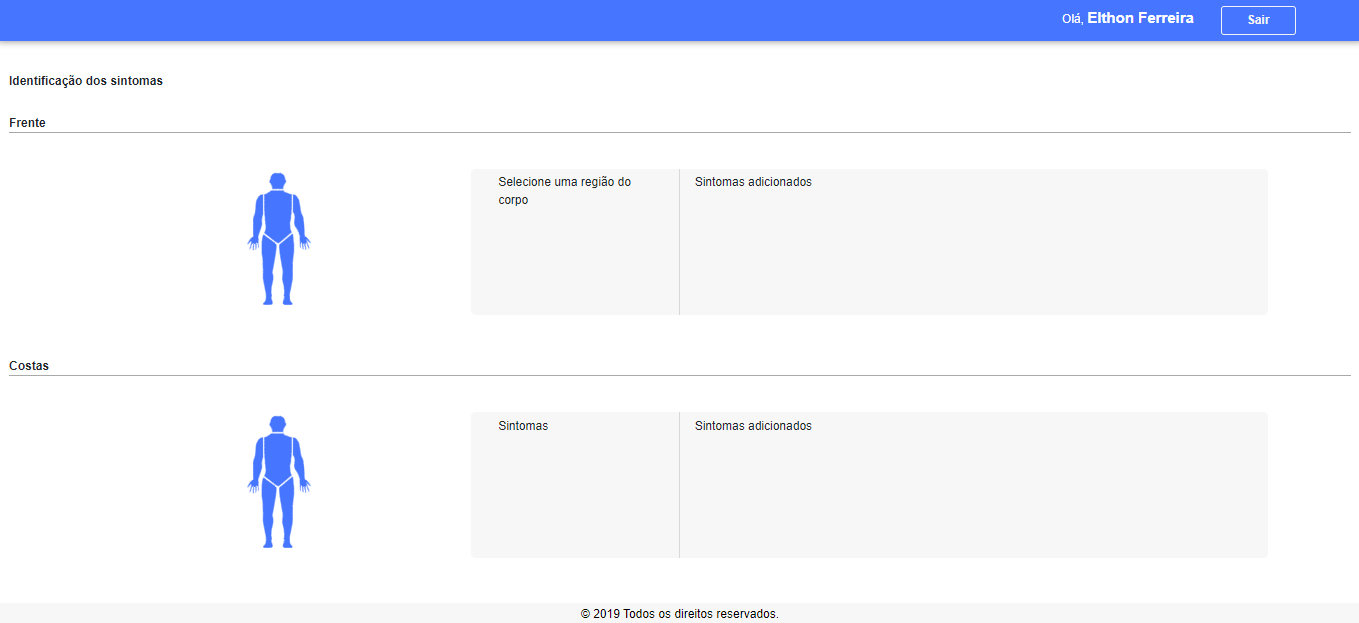 Olá, Elthon Ferreira Sair
Identificação dos sintomas
Frente
Selecione uma região do
corpo
Sintomas adicionados
Costas
Sintomas
Sintomas adicionados
© 2019 Todos os direitos reservados.